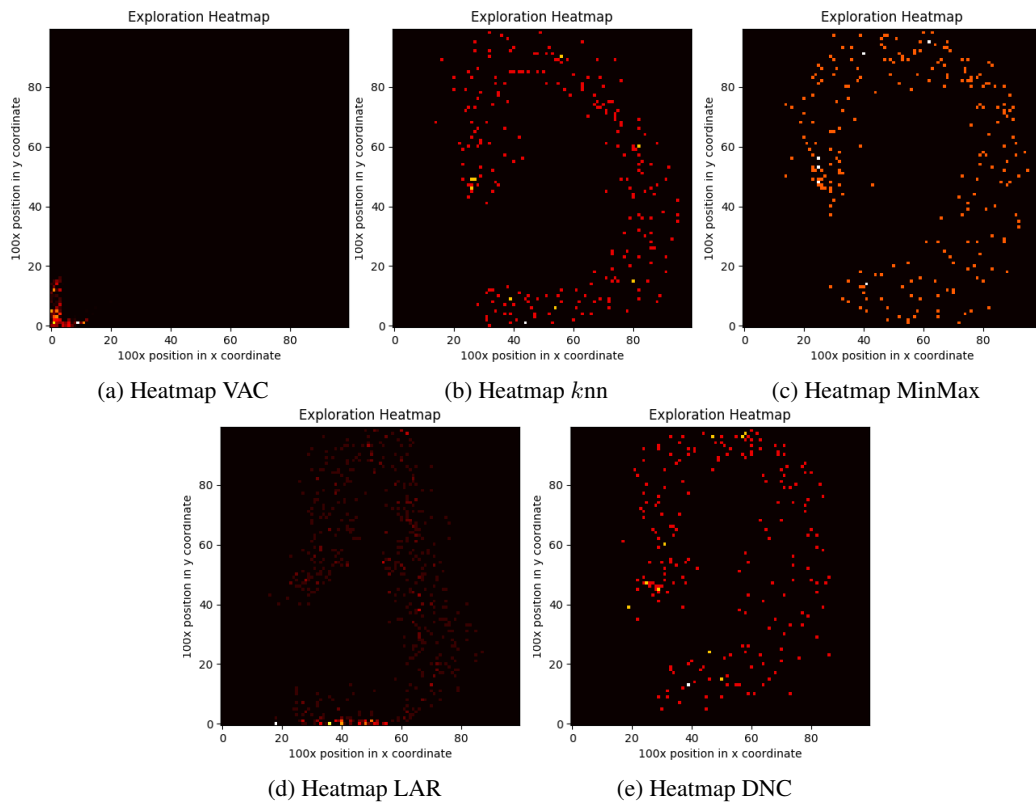 Exploration Heatmap
100x position in y coordinate
80
60
40
20
0
0 20 40 60 80
100x position in x coordinate
(a) Heatmap VAC
Exploration Heatmap
100x position in y coordinate
80
60
40
20
0
0 20 40 60 80
100x position in x coordinate
(b) Heatmap knn
Exploration Heatmap
100x position in y coordinate
80
60
40
20
0
0 20 40 60 80
100x position in x coordinate
(c) Heatmap MinMax
Exploration Heatmap
100x position in y coordinate
80
60
40
20
0
0 20 40 60 80
100x position in x coordinate
(d) Heatmap LAR
Exploration Heatmap
100x position in y coordinate
80
60
40
20
0
0 20 40 60 80
100x position in x coordinate
(e) Heatmap DNC